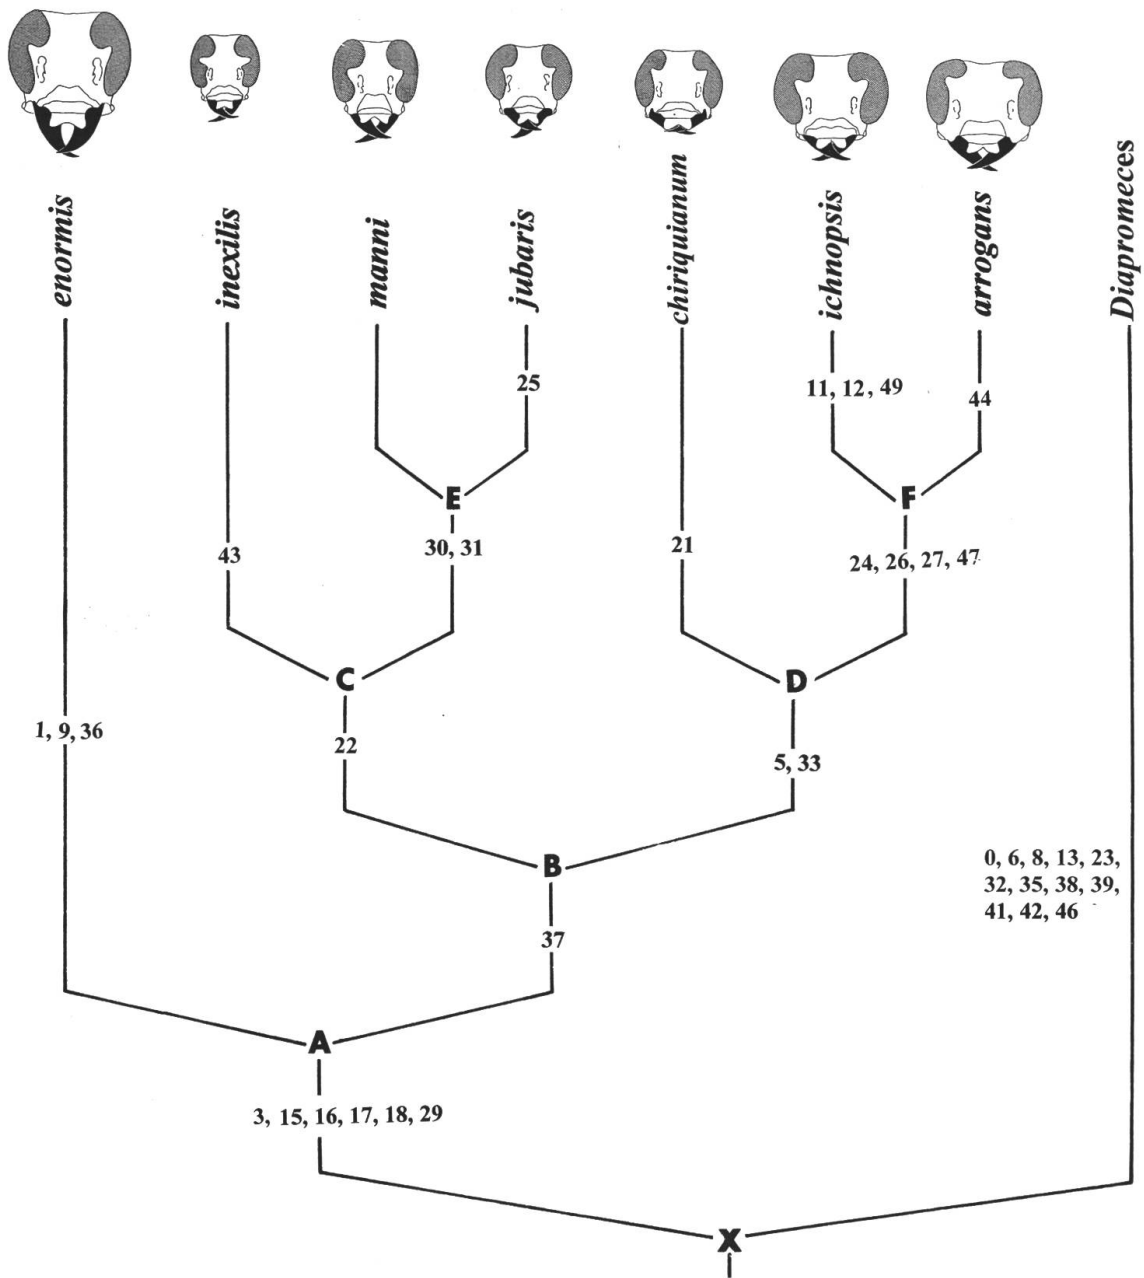 enormis
inexilis
manni
jubaris
chiriquianum
ichnopsis
arrogans
Diapromeces
25
11, 12, 49
44
E
F
43
30, 31
21
24, 26, 27, 47
C
D
1, 9, 36
22
5, 33
B
0, 6, 8, 13, 23,
32, 35, 38, 39,
41, 42, 46
37
A
3, 15, 16, 17, 18, 29
X